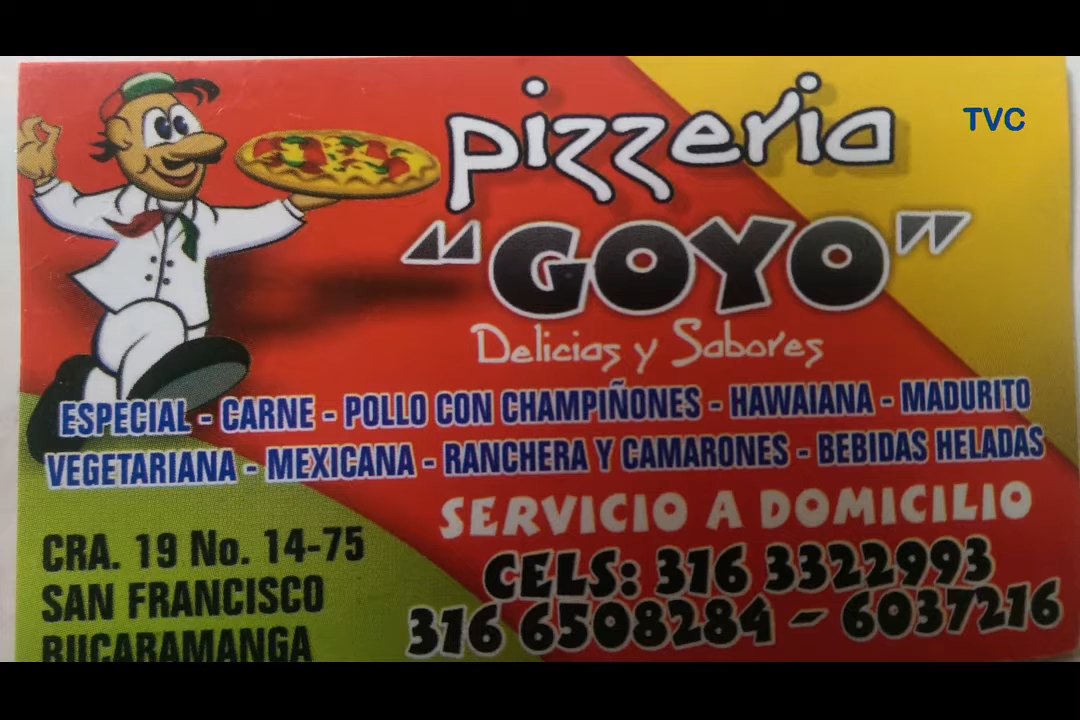 TVC
pizzeria
"GOYO"
Delicias y Sabores
ESPECIAL - CARNE - POLLO CON CHAMPIÑONES - HAWAIANA - MADURITO
VEGETARIANA - MEXICANA - RANCHERA Y CAMARONES - BEBIDAS HELADAS
SERVICIO A DOMICILIO
CELS: 316 3322993
316 6508284 - 6037216
CRA. 19 No. 14-75
SAN FRANCISCO
BUCARAMANGA